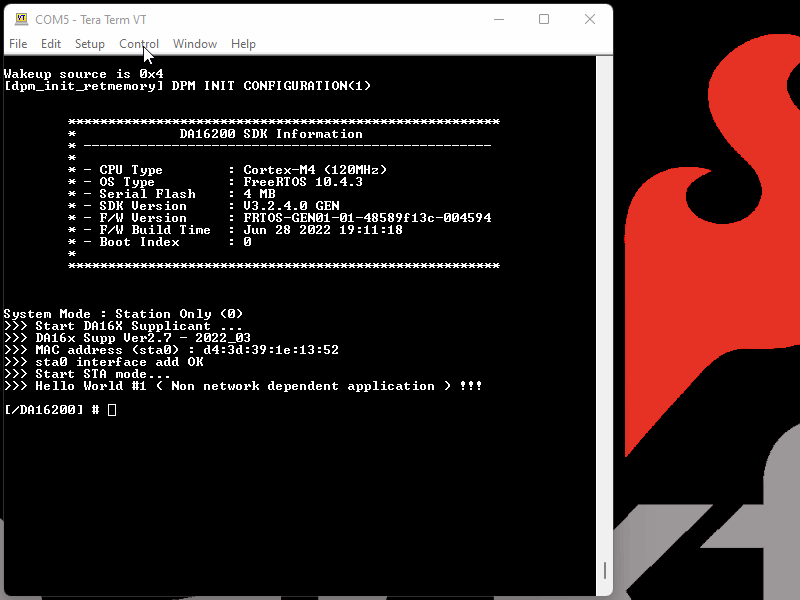 COM5 - Tera Term VT
File Edit Setup Control Window Help
Wakeup source is 0x4
[dpm_init_retmemory] DPM INIT CONFIGURATION(1)
******************************************************
* DA16200 SDK Information
* ---------------------------------------------------
*
* - CPU Type : Cortex-M4 (120MHz)
* - OS Type : FreeRTOS 10.4.3
* - Serial Flash : 4 MB
* - SDK Version : V3.2.4.0 GEN
* - F/W Version : FRTOS-GEN01-01-48589f13c-004594
* - F/W Build Time : Jun 28 2022 19:11:18
* - Boot Index : 0
*
******************************************************
System Mode : Station Only (0)
>>> Start DA16X Supplicant ...
>>> DA16x Supp Ver2.7 - 2022_03
>>> MAC address (sta0) : d4:3d:39:1e:13:52
>>> sta0 interface add OK
>>> Start STA mode...
>>> Hello World #1 ( Non network dependent application ) !!!
[/DA16200] #